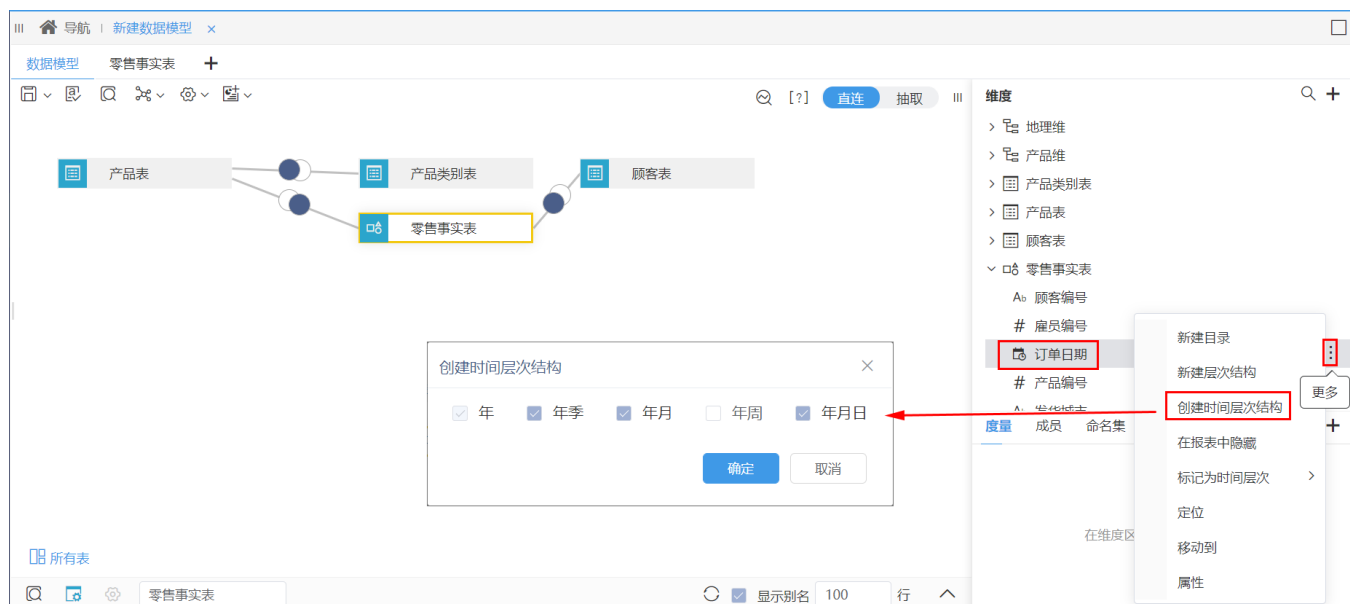 导航 新建数据模型 ×
数据模型 零售事实表 +
[?] 直连 抽取
产品表 产品类别表 顾客表
零售事实表
维度
地理维
产品维
产品类别表
产品表
顾客表
零售事实表
Ab 顾客编号
# 雇员编号
订单日期
# 产品编号
发货城市
度量 成员 命名集
在维度区
新建目录
新建层次结构
创建时间层次结构
在报表中隐藏
标记为时间层次
定位
移动到
属性
更多
创建时间层次结构
年 年季 年月 年周 年月日
确定 取消
所有表
零售事实表 显示别名 100 行